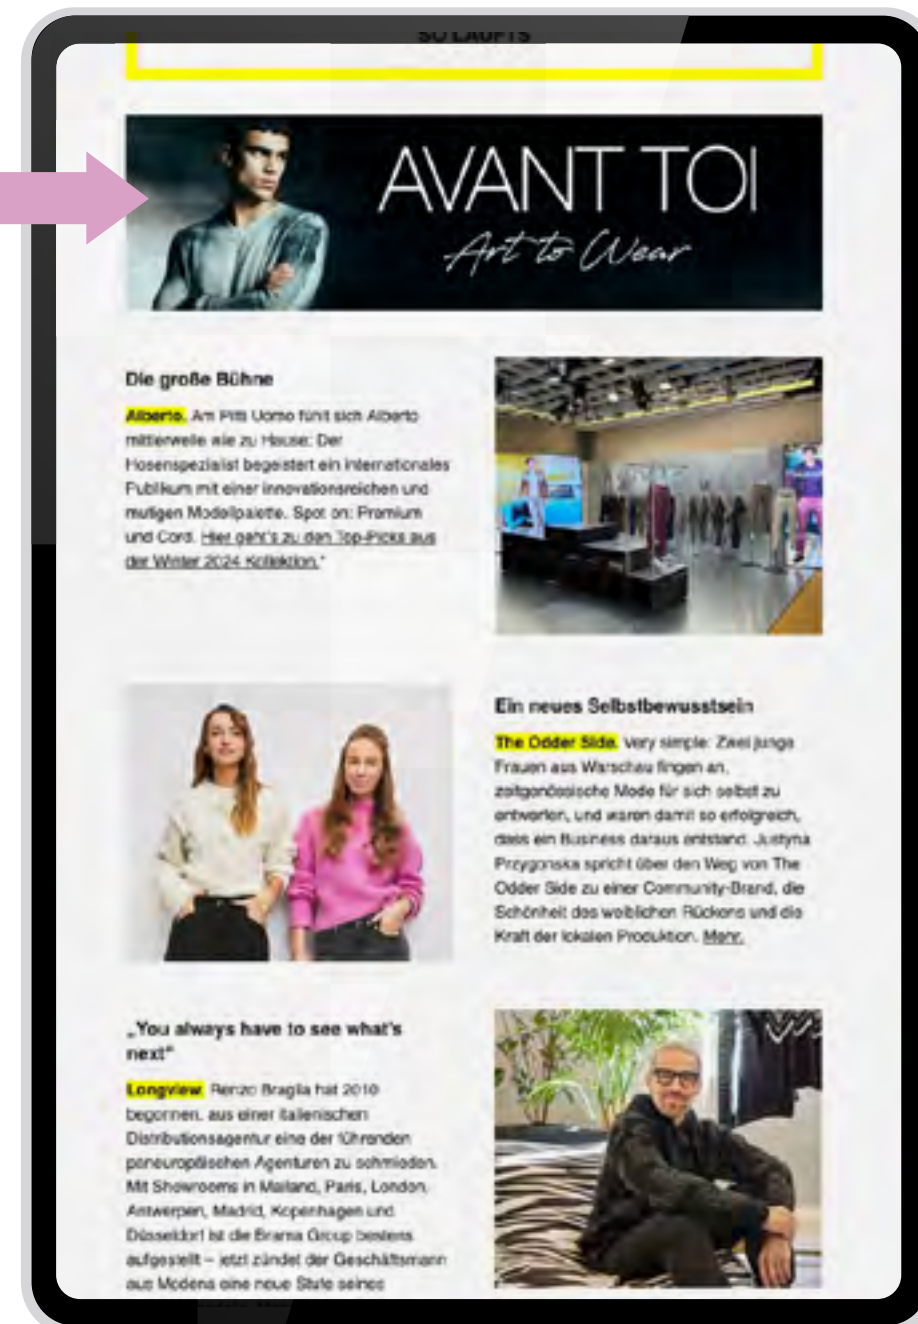 SO LÄUFTS
AVANT TOI
Art to Wear
Die große Bühne
Alberto. Am Pitti Uomo fühlt sich Alberto
mittlerweile wie zu Hause: Der
Hosenspezialist begeistert ein internationales
Publikum mit einer innovationsreichen und
mutigen Modellpalette. Spot on: Premium
und Cord. Hier geht's zu den Top-Picks aus
der Winter 2024 Kollektion.*
Ein neues Selbstbewusstsein
The Odder Side. Very simple: Zwei junge
Frauen aus Warschau fingen an,
zeitgenössische Mode für sich selbst zu
entwerfen, und waren damit so erfolgreich,
dass ein Business daraus entstand. Justyna
Przygonska spricht über den Weg von The
Odder Side zu einer Community-Brand, die
Schönheit des weiblichen Rückens und die
Kraft der lokalen Produktion. Mehr.
„You always have to see what's
next“
Longview. Renzo Braglia hat 2010
begonnen, aus einer italienischen
Distributionsagentur eine der führenden
paneuropäischen Agenturen zu schmieden.
Mit Showrooms in Mailand, Paris, London,
Antwerpen, Madrid, Kopenhagen und
Düsseldorf ist die Brama Group bestens
aufgestellt – jetzt zündet der Geschäftsmann
aus Modena eine neue Stufe seines